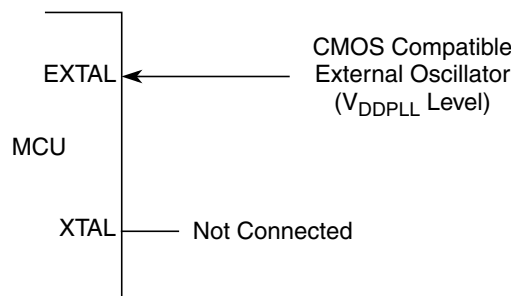 CMOS Compatible
External Oscillator
(VDDPLL Level)
EXTAL
MCU
XTAL
Not Connected